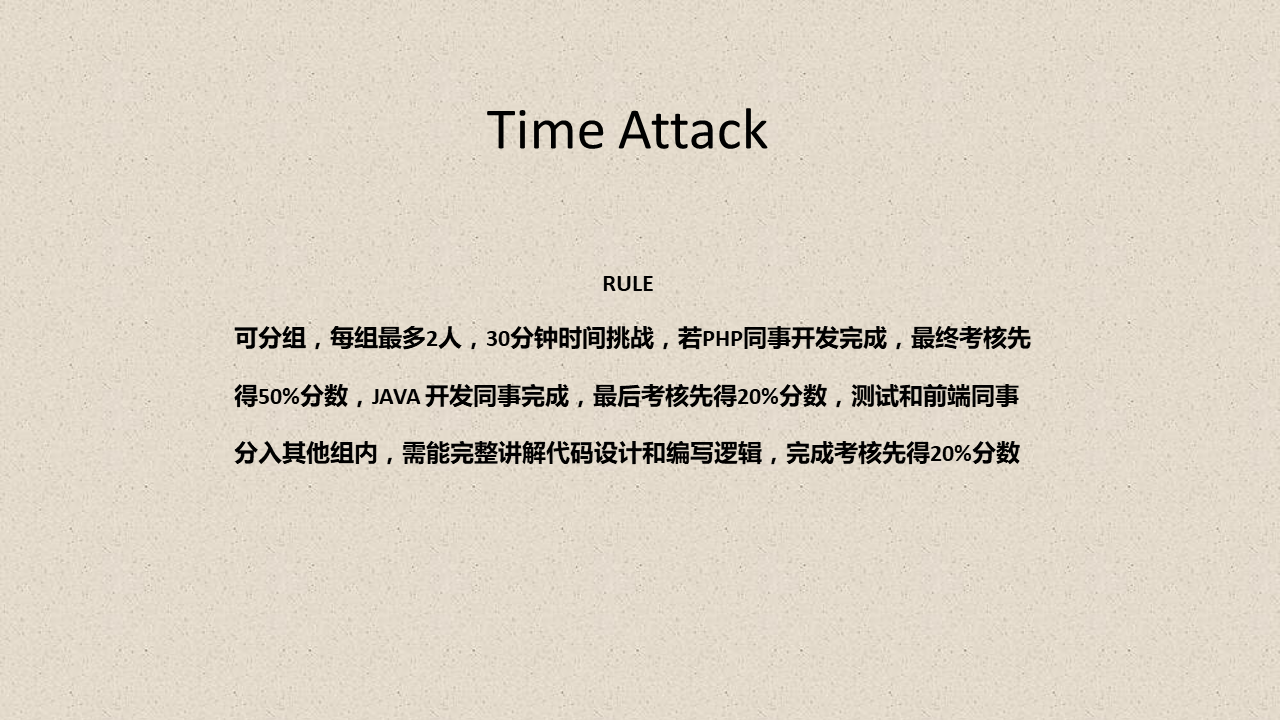 Time Attack
RULE
可分组，每组最多2人，30分钟时间挑战，若PHP同事开发完成，最终考核先
得50%分数，JAVA 开发同事完成，最后考核先得20%分数，测试和前端同事
分入其他组内，需能完整讲解代码设计和编写逻辑，完成考核先得20%分数